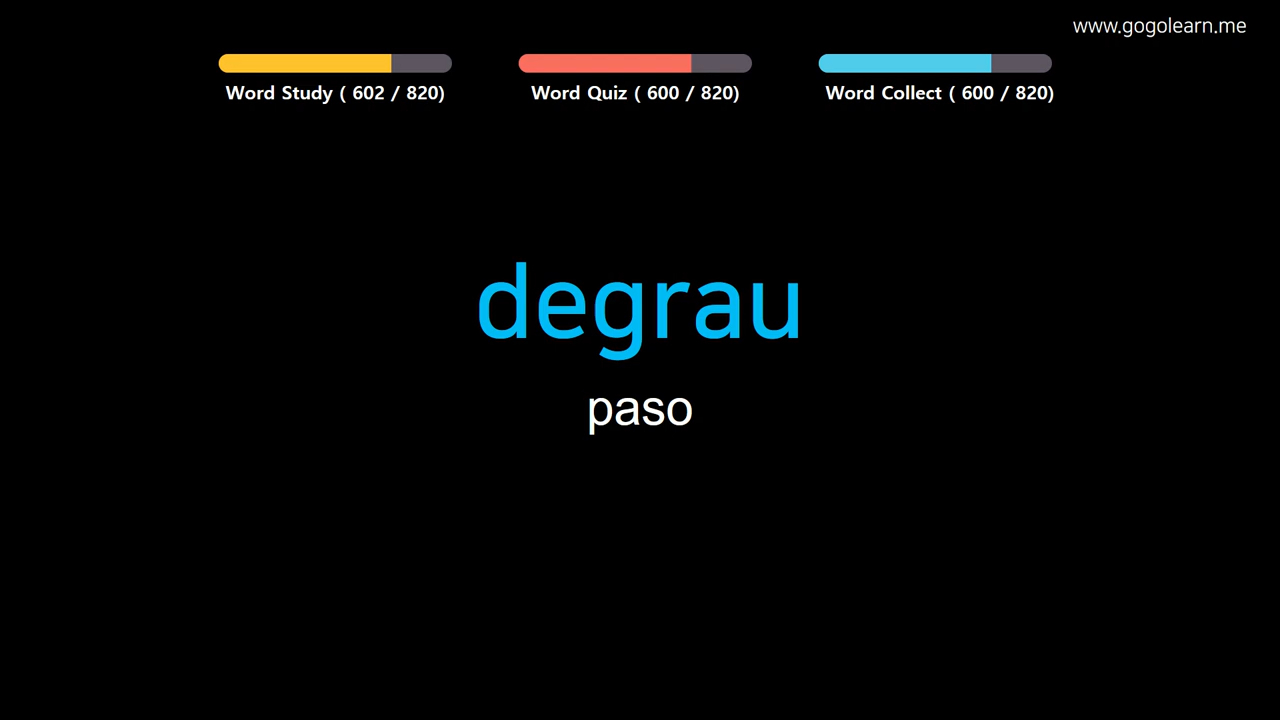 www.gogolearn.me
Word Study ( 602 / 820)
Word Quiz ( 600 / 820)
Word Collect ( 600 / 820)
degrau
paso